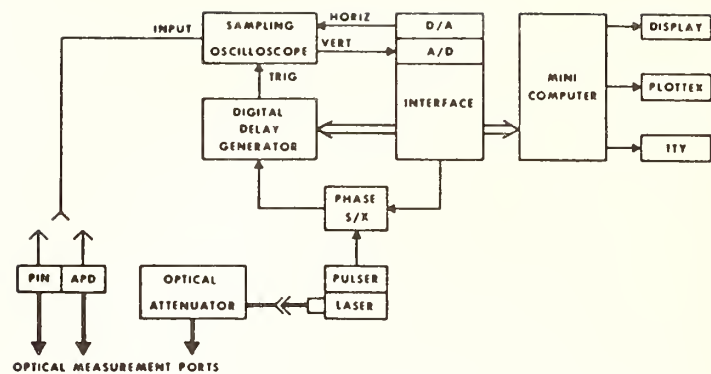 INPUT
SAMPLING
OSCILLOSCOPE
HORIZ
VERT
TRIG
D/A
A/D
INTERFACE
MINI
COMPUTER
DISPLAY
PLOTTEX
TTY
DIGITAL
DELAY
GENERATOR
PHASE
S/X
PIN
APD
OPTICAL
ATTENUATOR
PULSER
LASER
OPTICAL MEASUREMENT PORTS